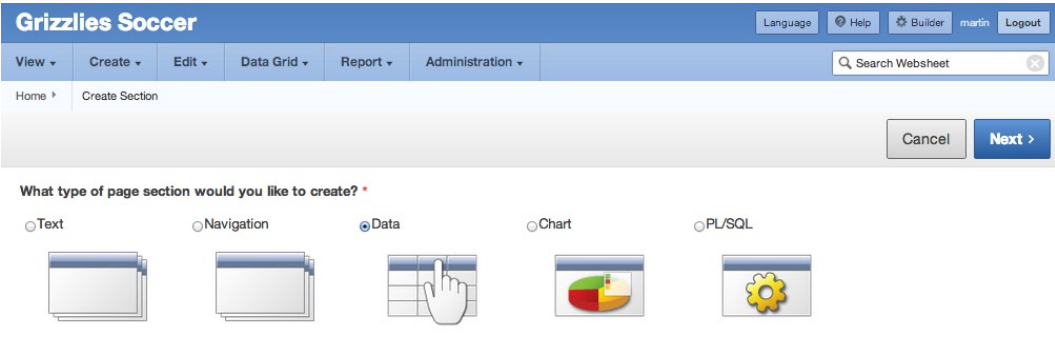 Grizzlies Soccer
Language Help Builder martin Logout
View Create Edit Data Grid Report Administration Search Websheet
Home Create Section
Cancel Next >
What type of page section would you like to create? *
Text Navigation Data Chart PL/SQL